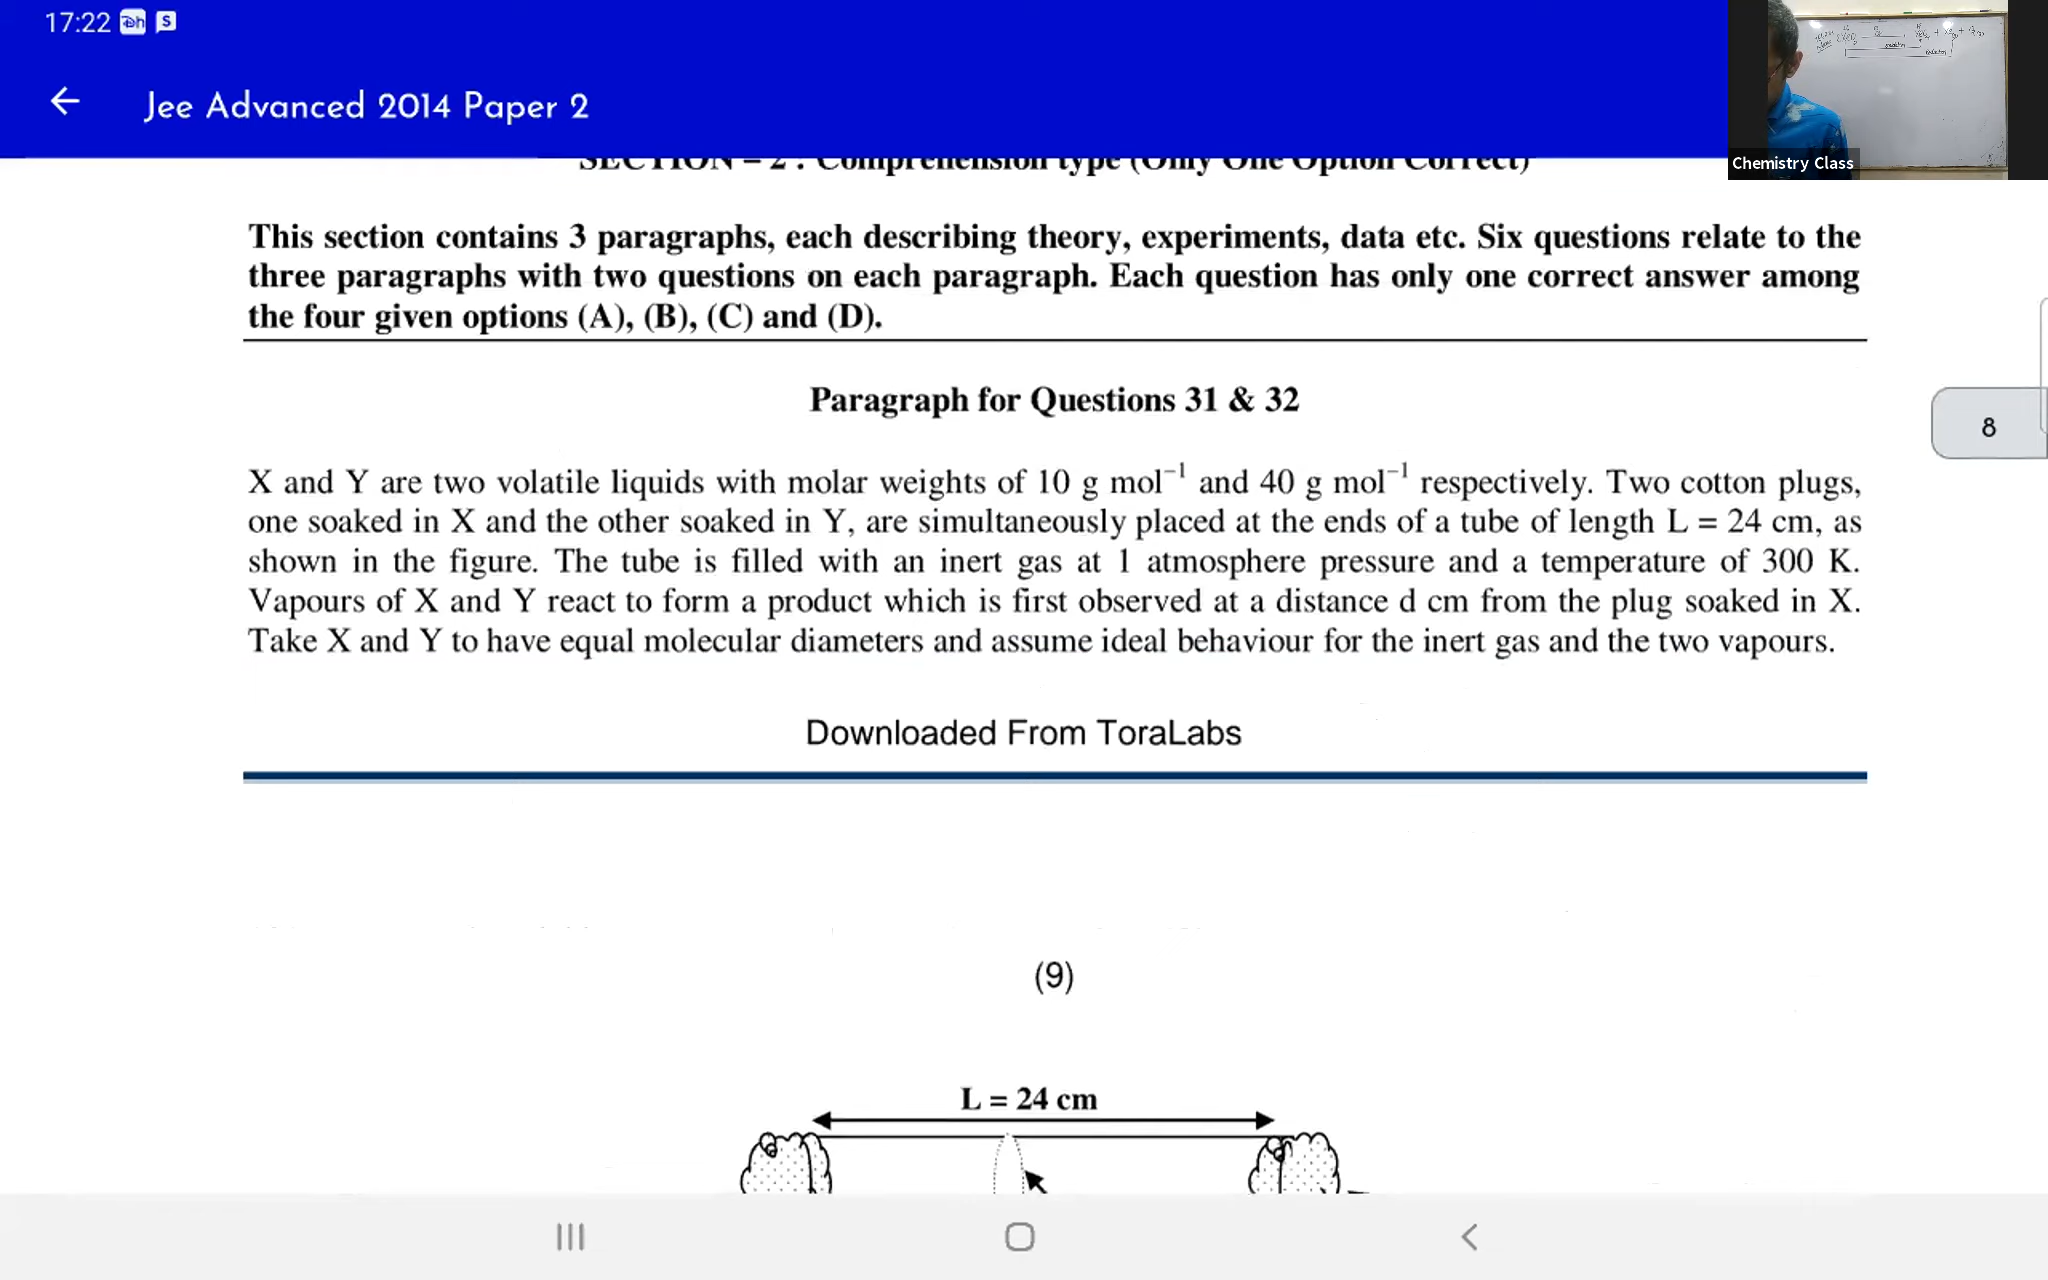 17:22
Jee Advanced 2014 Paper 2
Chemistry Class
SECTION – 2 : Comprehension type (Only One Option Correct)
This section contains 3 paragraphs, each describing theory, experiments, data etc. Six questions relate to the
three paragraphs with two questions on each paragraph. Each question has only one correct answer among
the four given options (A), (B), (C) and (D).
Paragraph for Questions 31 & 32
8
X and Y are two volatile liquids with molar weights of 10 g mol⁻¹ and 40 g mol⁻¹ respectively. Two cotton plugs,
one soaked in X and the other soaked in Y, are simultaneously placed at the ends of a tube of length L = 24 cm, as
shown in the figure. The tube is filled with an inert gas at 1 atmosphere pressure and a temperature of 300 K.
Vapours of X and Y react to form a product which is first observed at a distance d cm from the plug soaked in X.
Take X and Y to have equal molecular diameters and assume ideal behaviour for the inert gas and the two vapours.
Downloaded From ToraLabs
(9)
L = 24 cm